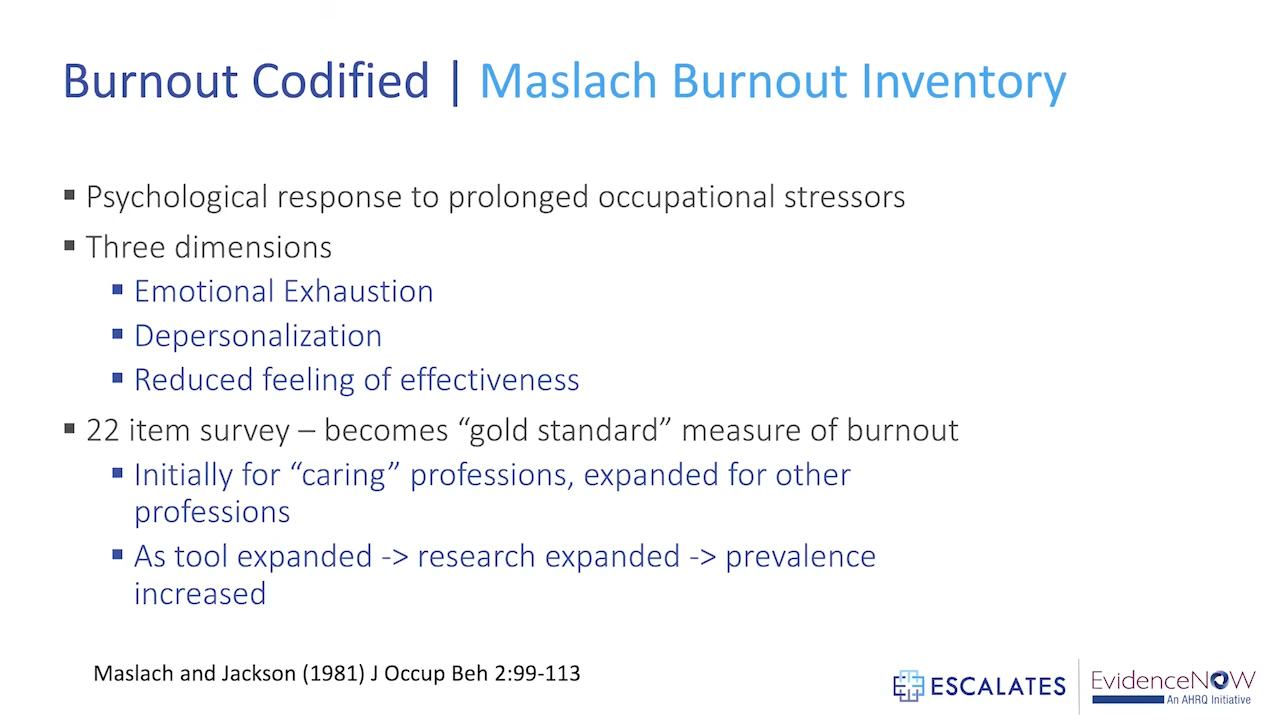 Burnout Codified | Maslach Burnout Inventory
▪ Psychological response to prolonged occupational stressors
▪ Three dimensions
▪ Emotional Exhaustion
▪ Depersonalization
▪ Reduced feeling of effectiveness
▪ 22 item survey – becomes “gold standard” measure of burnout
▪ Initially for “caring” professions, expanded for other
professions
▪ As tool expanded -> research expanded -> prevalence
increased
Maslach and Jackson (1981) J Occup Beh 2:99-113
ESCALATES
EvidenceNOW
An AHRQ Initiative